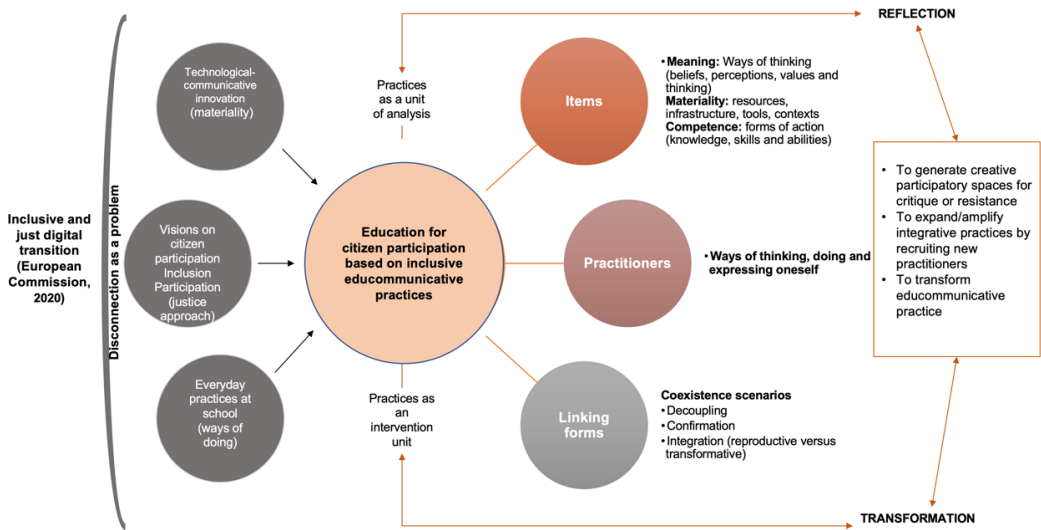 Inclusive and
just digital
transition
(European
Commission,
2020)
Disconnection as a problem
Technological-
communicative
innovation
(materiality)
Visions on
citizen
participation
Inclusion
Participation
(justice
approach)
Everyday
practices at
school
(ways of
doing)
Practices
as a unit
of analysis
Education for
citizen participation
based on inclusive
educommunicative
practices
Practices as
an
intervention
unit
Items
• Meaning: Ways of thinking
(beliefs, perceptions, values and
thinking)
Materiality: resources,
infrastructure, tools, contexts
Competence: forms of action
(knowledge, skills and abilities)
Practitioners
• Ways of thinking, doing and
expressing oneself
Linking
forms
Coexistence scenarios
• Decoupling
• Confirmation
• Integration (reproductive versus
transformative)
REFLECTION
• To generate creative
participatory spaces for
critique or resistance
• To expand/amplify
integrative practices by
recruiting new
practitioners
• To transform
educommunicative
practice
TRANSFORMATION